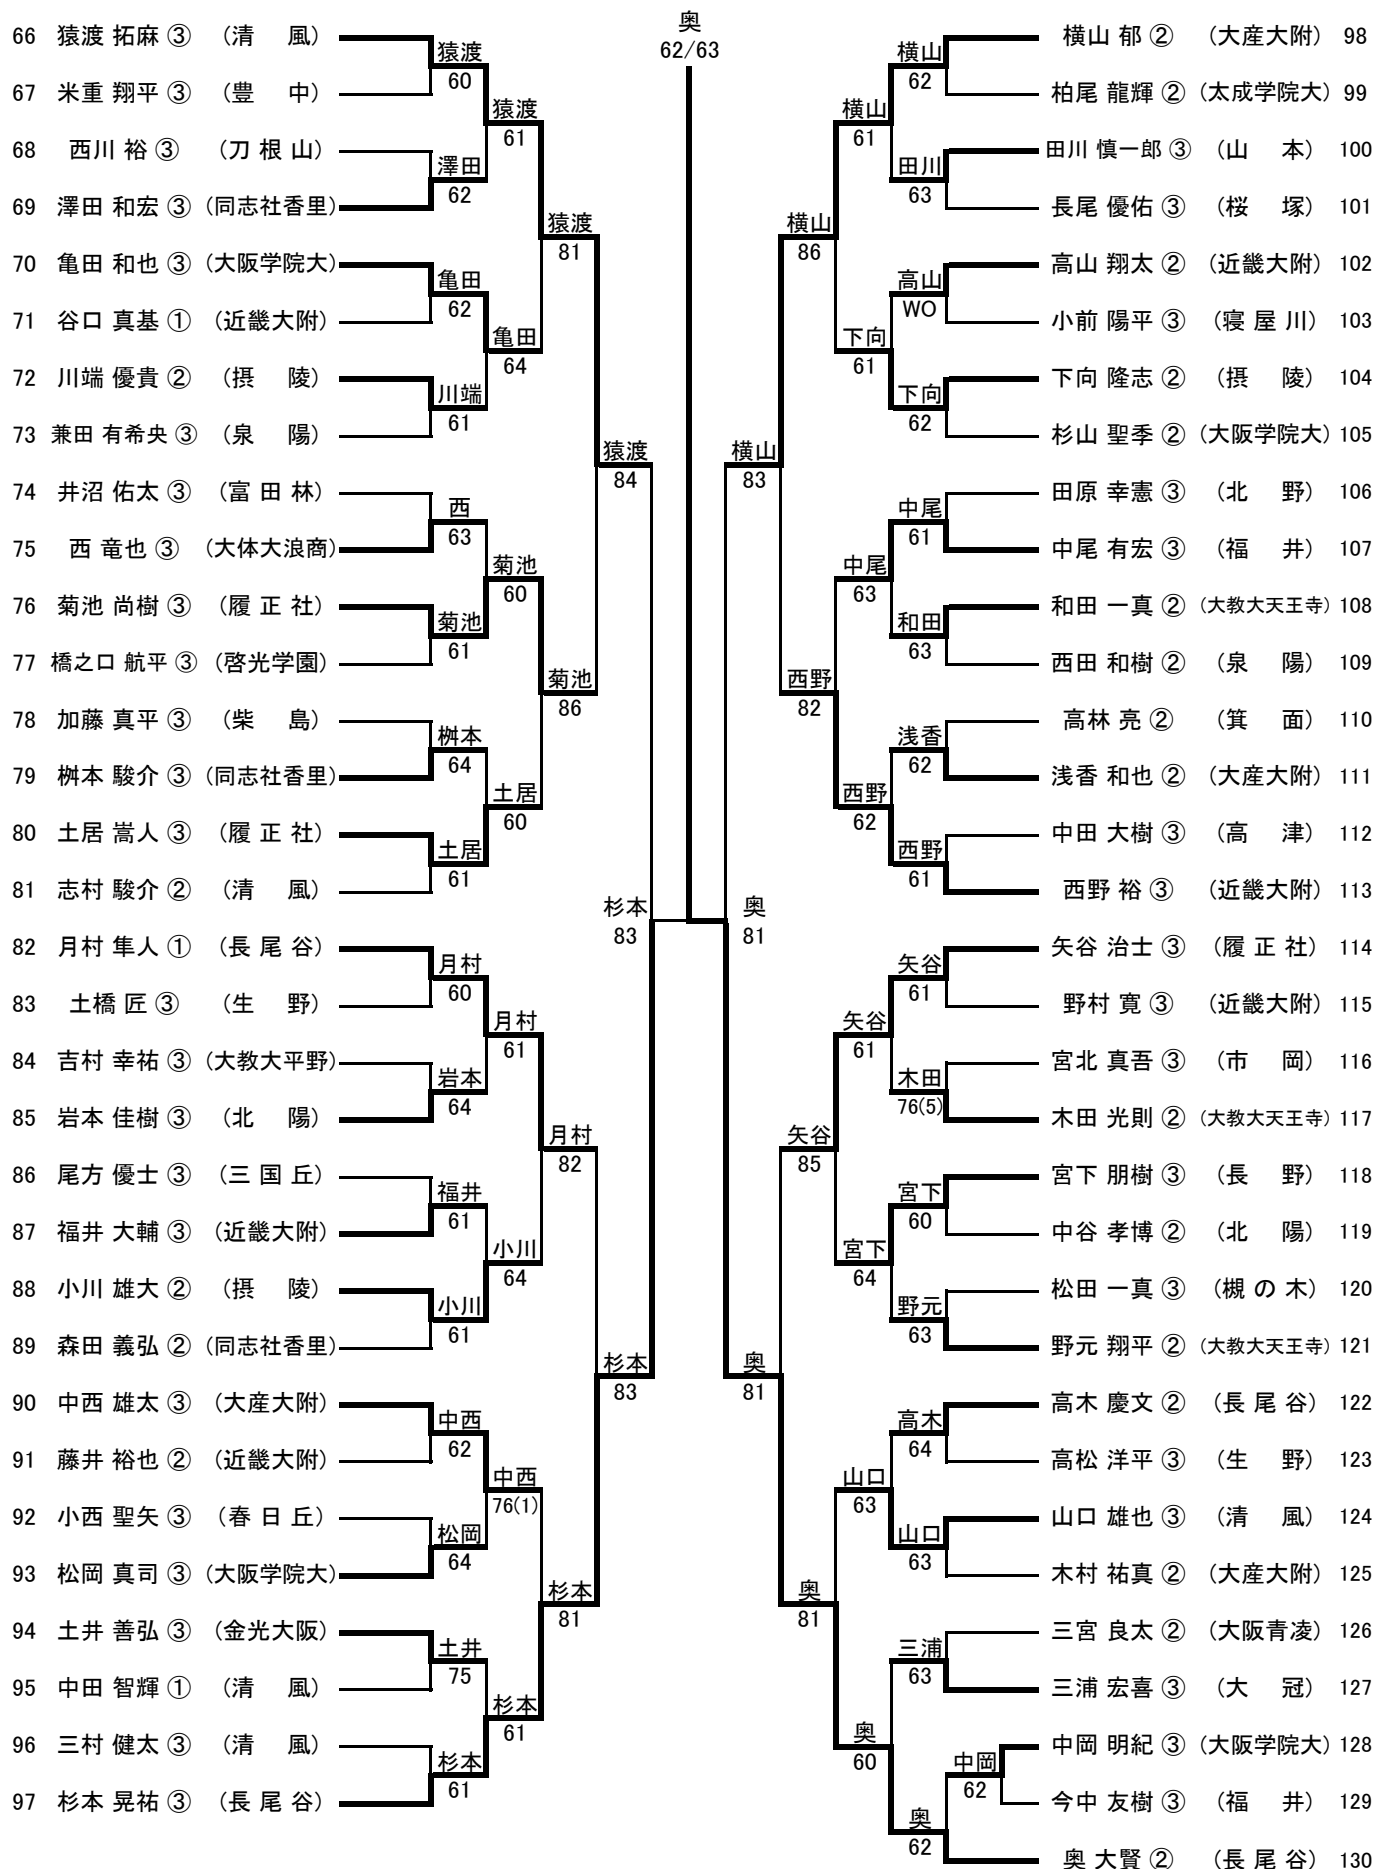 奥
62/63
66 猿渡 拓麻 ③ （清 風）
67 米重 翔平 ③ （豊 中）
68 西川 裕 ③ （刀 根 山）
69 澤田 和宏 ③ （同志社香里）
70 亀田 和也 ③ （大阪学院大）
71 谷口 真基 ① （近畿大附）
72 川端 優貴 ② （摂 陵）
73 兼田 有希央 ③ （泉 陽）
74 井沼 佑太 ③ （富 田 林）
75 西 竜也 ③ （大体大浪商）
76 菊池 尚樹 ③ （履 正 社）
77 橋之口 航平 ③ （啓光学園）
78 加藤 真平 ③ （柴 島）
79 桝本 駿介 ③ （同志社香里）
80 土居 嵩人 ③ （履 正 社）
81 志村 駿介 ② （清 風）
82 月村 隼人 ① （長 尾 谷）
83 土橋 匠 ③ （生 野）
84 吉村 幸祐 ③ （大教大平野）
85 岩本 佳樹 ③ （北 陽）
86 尾方 優士 ③ （三 国 丘）
87 福井 大輔 ③ （近畿大附）
88 小川 雄大 ② （摂 陵）
89 森田 義弘 ② （同志社香里）
90 中西 雄太 ③ （大産大附）
91 藤井 裕也 ② （近畿大附）
92 小西 聖矢 ③ （春 日 丘）
93 松岡 真司 ③ （大阪学院大）
94 土井 善弘 ③ （金光大阪）
95 中田 智輝 ① （清 風）
96 三村 健太 ③ （清 風）
97 杉本 晃祐 ③ （長 尾 谷）
猿渡
60
澤田
62
亀田
62
川端
61
西
63
菊池
61
桝本
64
土居
61
月村
60
岩本
64
福井
61
小川
61
中西
62
松岡
64
土井
75
杉本
61
猿渡
61
亀田
64
菊池
60
土居
60
月村
61
小川
64
中西
76(1)
杉本
61
猿渡
81
菊池
86
月村
82
杉本
81
猿渡
84
杉本
83
杉本
83
奥
81
横山
83
奥
81
横山
86
西野
82
矢谷
85
奥
81
横山
61
下向
61
中尾
63
西野
62
矢谷
61
宮下
64
山口
63
奥
60
横山
62
田川
63
高山
WO
下向
62
中尾
61
和田
63
浅香
62
西野
61
矢谷
61
木田
76(5)
宮下
60
野元
63
高木
64
山口
63
三浦
63
奥
62
中岡
62
横山 郁 ② （大産大附） 98
柏尾 龍輝 ② （太成学院大） 99
田川 慎一郎 ③ （山 本） 100
長尾 優佑 ③ （桜 塚） 101
高山 翔太 ② （近畿大附） 102
小前 陽平 ③ （寝 屋 川） 103
下向 隆志 ② （摂 陵） 104
杉山 聖季 ② （大阪学院大） 105
田原 幸憲 ③ （北 野） 106
中尾 有宏 ③ （福 井） 107
和田 一真 ② （大教大天王寺） 108
西田 和樹 ② （泉 陽） 109
高林 亮 ② （箕 面） 110
浅香 和也 ② （大産大附） 111
中田 大樹 ③ （高 津） 112
西野 裕 ③ （近畿大附） 113
矢谷 治士 ③ （履 正 社） 114
野村 寛 ③ （近畿大附） 115
宮北 真吾 ③ （市 岡） 116
木田 光則 ② （大教大天王寺） 117
宮下 朋樹 ③ （長 野） 118
中谷 孝博 ② （北 陽） 119
松田 一真 ③ （槻 の 木） 120
野元 翔平 ② （大教大天王寺） 121
高木 慶文 ② （長 尾 谷） 122
高松 洋平 ③ （生 野） 123
山口 雄也 ③ （清 風） 124
木村 祐真 ② （大産大附） 125
三宮 良太 ② （大阪青凌） 126
三浦 宏喜 ③ （大 冠） 127
中岡 明紀 ③ （大阪学院大） 128
今中 友樹 ③ （福 井） 129
奥 大賢 ② （長 尾 谷） 130